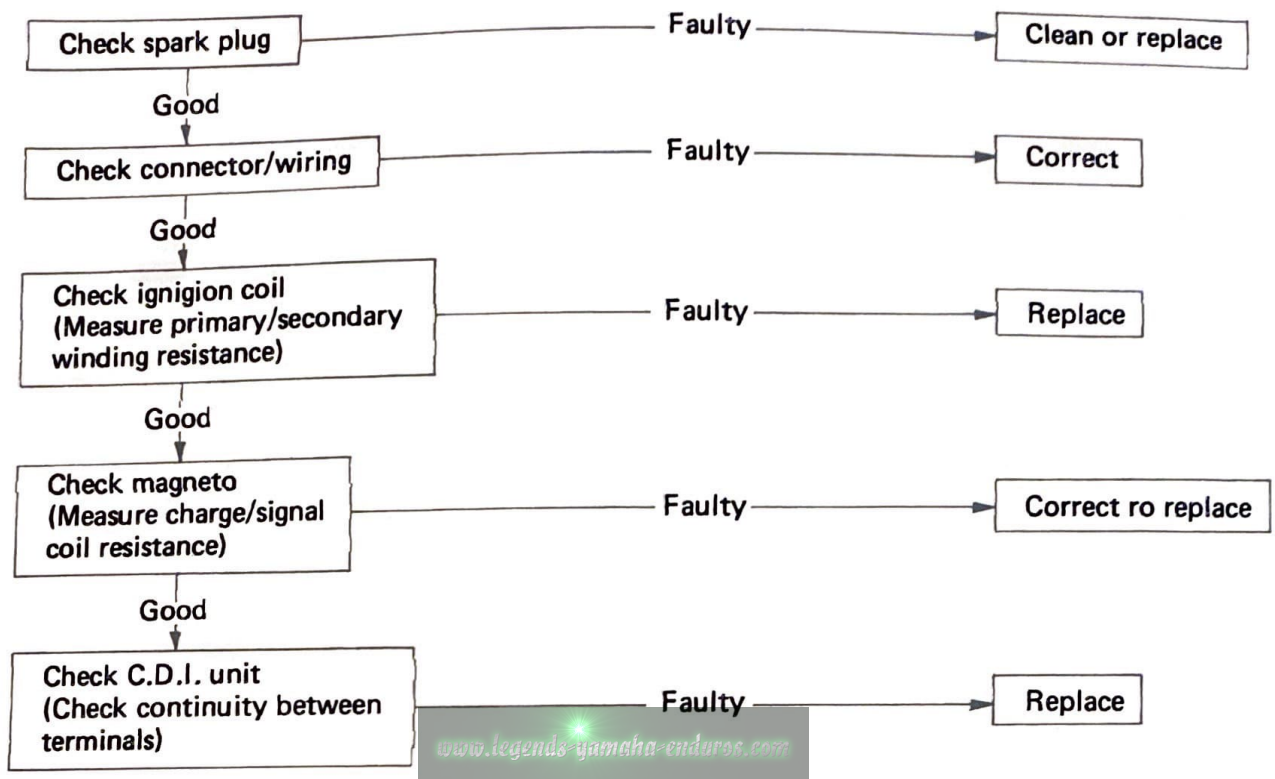 Check spark plug
Faulty
Clean or replace
Good
Check connector/wiring
Faulty
Correct
Good
Check ignigion coil
(Measure primary/secondary
winding resistance)
Faulty
Replace
Good
Check magneto
(Measure charge/signal
coil resistance)
Faulty
Correct ro replace
Good
Check C.D.I. unit
(Check continuity between
terminals)
Faulty
Replace
www.legends-yamaha-enduros.com